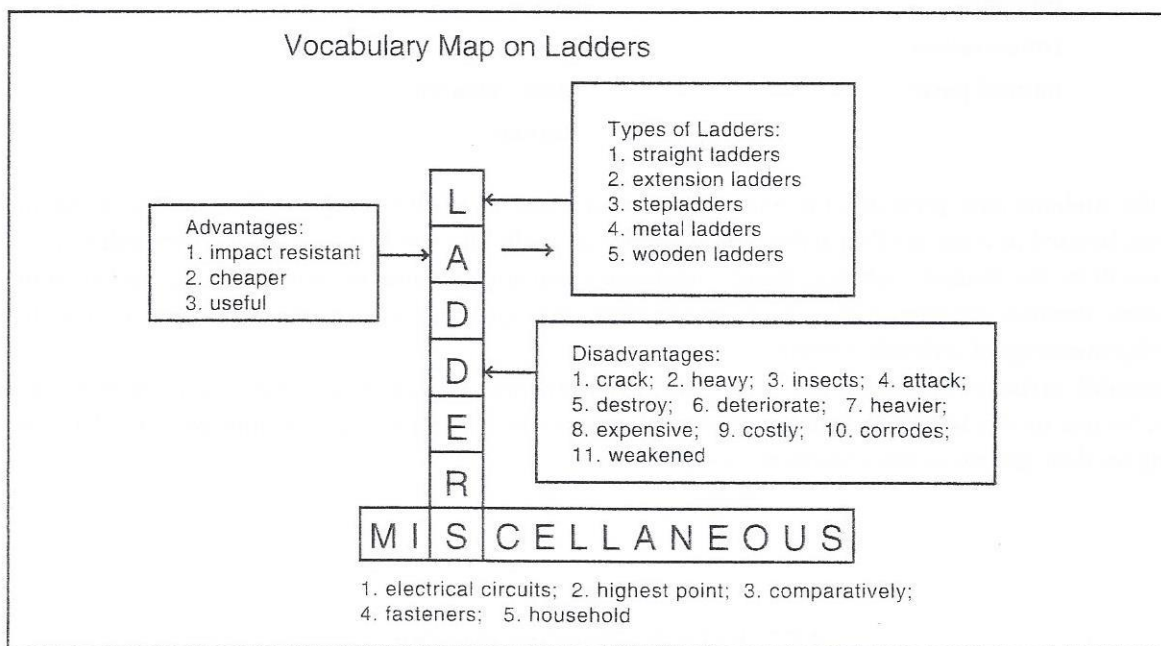 Vocabulary Map on Ladders
Types of Ladders:
1. straight ladders
2. extension ladders
3. stepladders
4. metal ladders
5. wooden ladders
Advantages:
1. impact resistant
2. cheaper
3. useful
LADDERS
Disadvantages:
1. crack; 2. heavy; 3. insects; 4. attack;
5. destroy; 6. deteriorate; 7. heavier;
8. expensive; 9. costly; 10. corrodes;
11. weakened
MISCELLANEOUS
1. electrical circuits; 2. highest point; 3. comparatively;
4. fasteners; 5. household